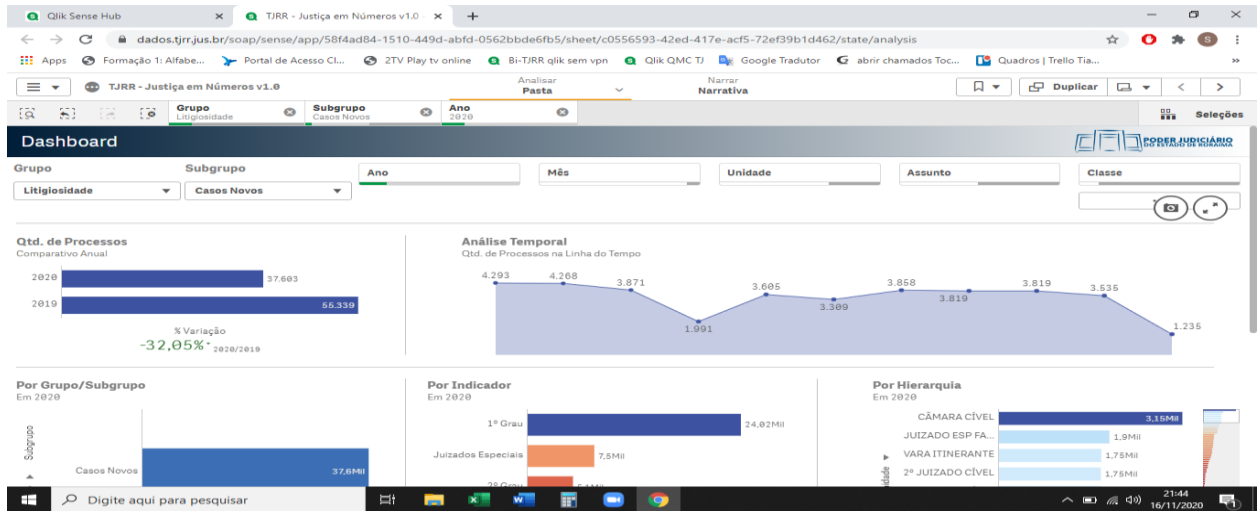 Qlik Sense Hub
TJRR - Justiça em Números v1.0
dados.tjrr.jus.br/soap/sense/app/58f4ad84-1510-449d-abfd-0562bbde6fb5/sheet/c0556593-42ed-417e-acf5-72ef39b1d462/state/analysis
S
Apps Formação 1: Alfabe... Portal de Acesso Cl... 2TV Play tv online Bi-TJRR qlik sem vpn Qlik QMC TJ Google Tradutor abrir chamados Toc... Quadros | Trello Tia... »
TJRR - Justiça em Números v1.0
Analisar
Pasta
Narrar
Narrativa
Duplicar
Grupo
Litigiosidade
Subgrupo
Casos Novos
Ano
2020
Seleções
Dashboard
PODER JUDICIÁRIO
DO ESTADO DE RORAIMA
Grupo
Litigiosidade
Subgrupo
Casos Novos
Ano
Mês
Unidade
Assunto
Classe
Qtd. de Processos
Comparativo Anual
2020 37.603
2019 55.339
% Variação
-32,05%* 2020/2019
Análise Temporal
Qtd. de Processos na Linha do Tempo
4.293 4.268 3.871 1.991 3.605 3.309 3.858 3.819 3.819 3.535 1.235
Por Grupo/Subgrupo
Em 2020
Subgrupo
Casos Novos 37,6Mil
Por Indicador
Em 2020
1º Grau 24,02Mil
Juizados Especiais 7,5Mil
2º Grau
Por Hierarquia
Em 2020
CÂMARA CÍVEL 3,15Mil
JUIZADO ESP FA... 1,9Mil
VARA ITINERANTE 1,75Mil
2º JUIZADO CÍVEL 1,75Mil
Digite aqui para pesquisar
21:44
16/11/2020